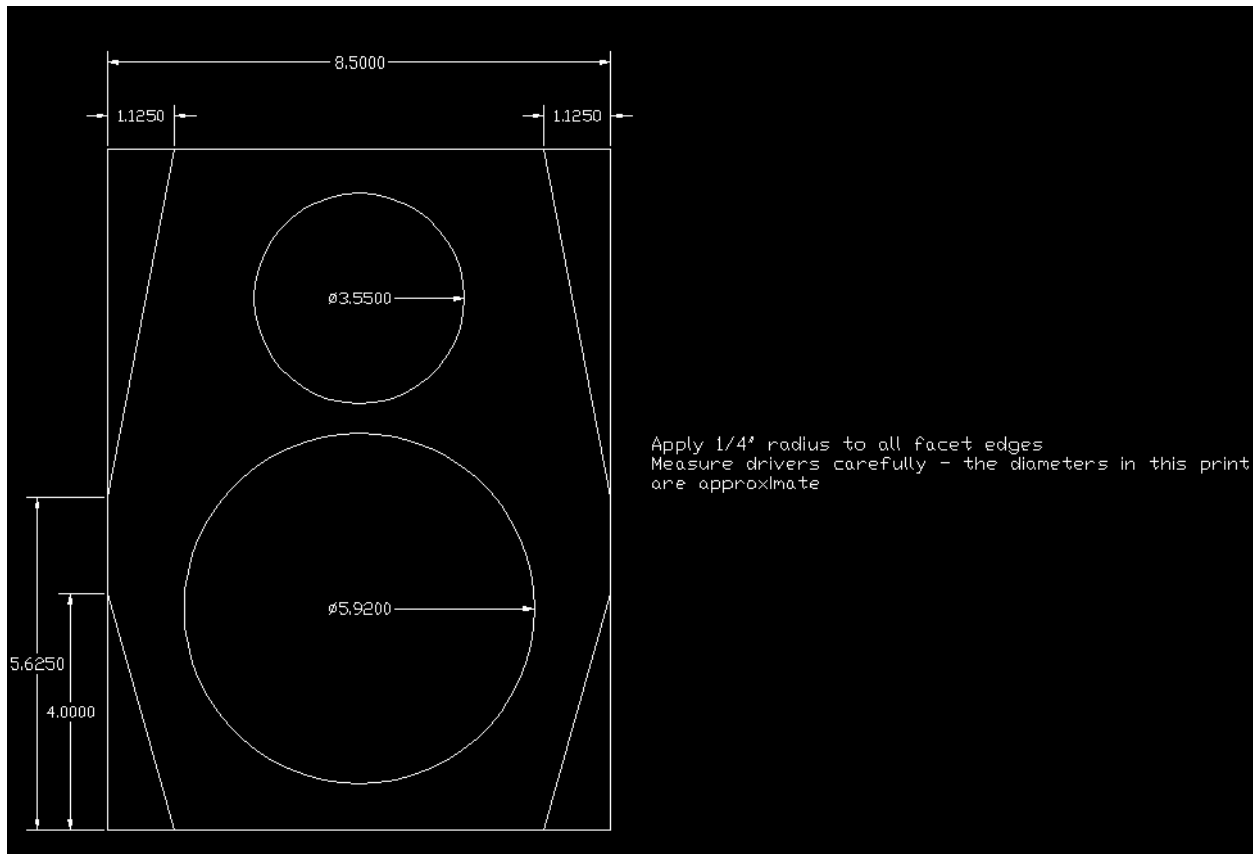 8.5000
1.1250 1.1250
Ø3.5500
Apply 1/4" radius to all facet edges
Measure drivers carefully - the diameters in this print
are approximate
Ø5.9200
5.6250
4.0000